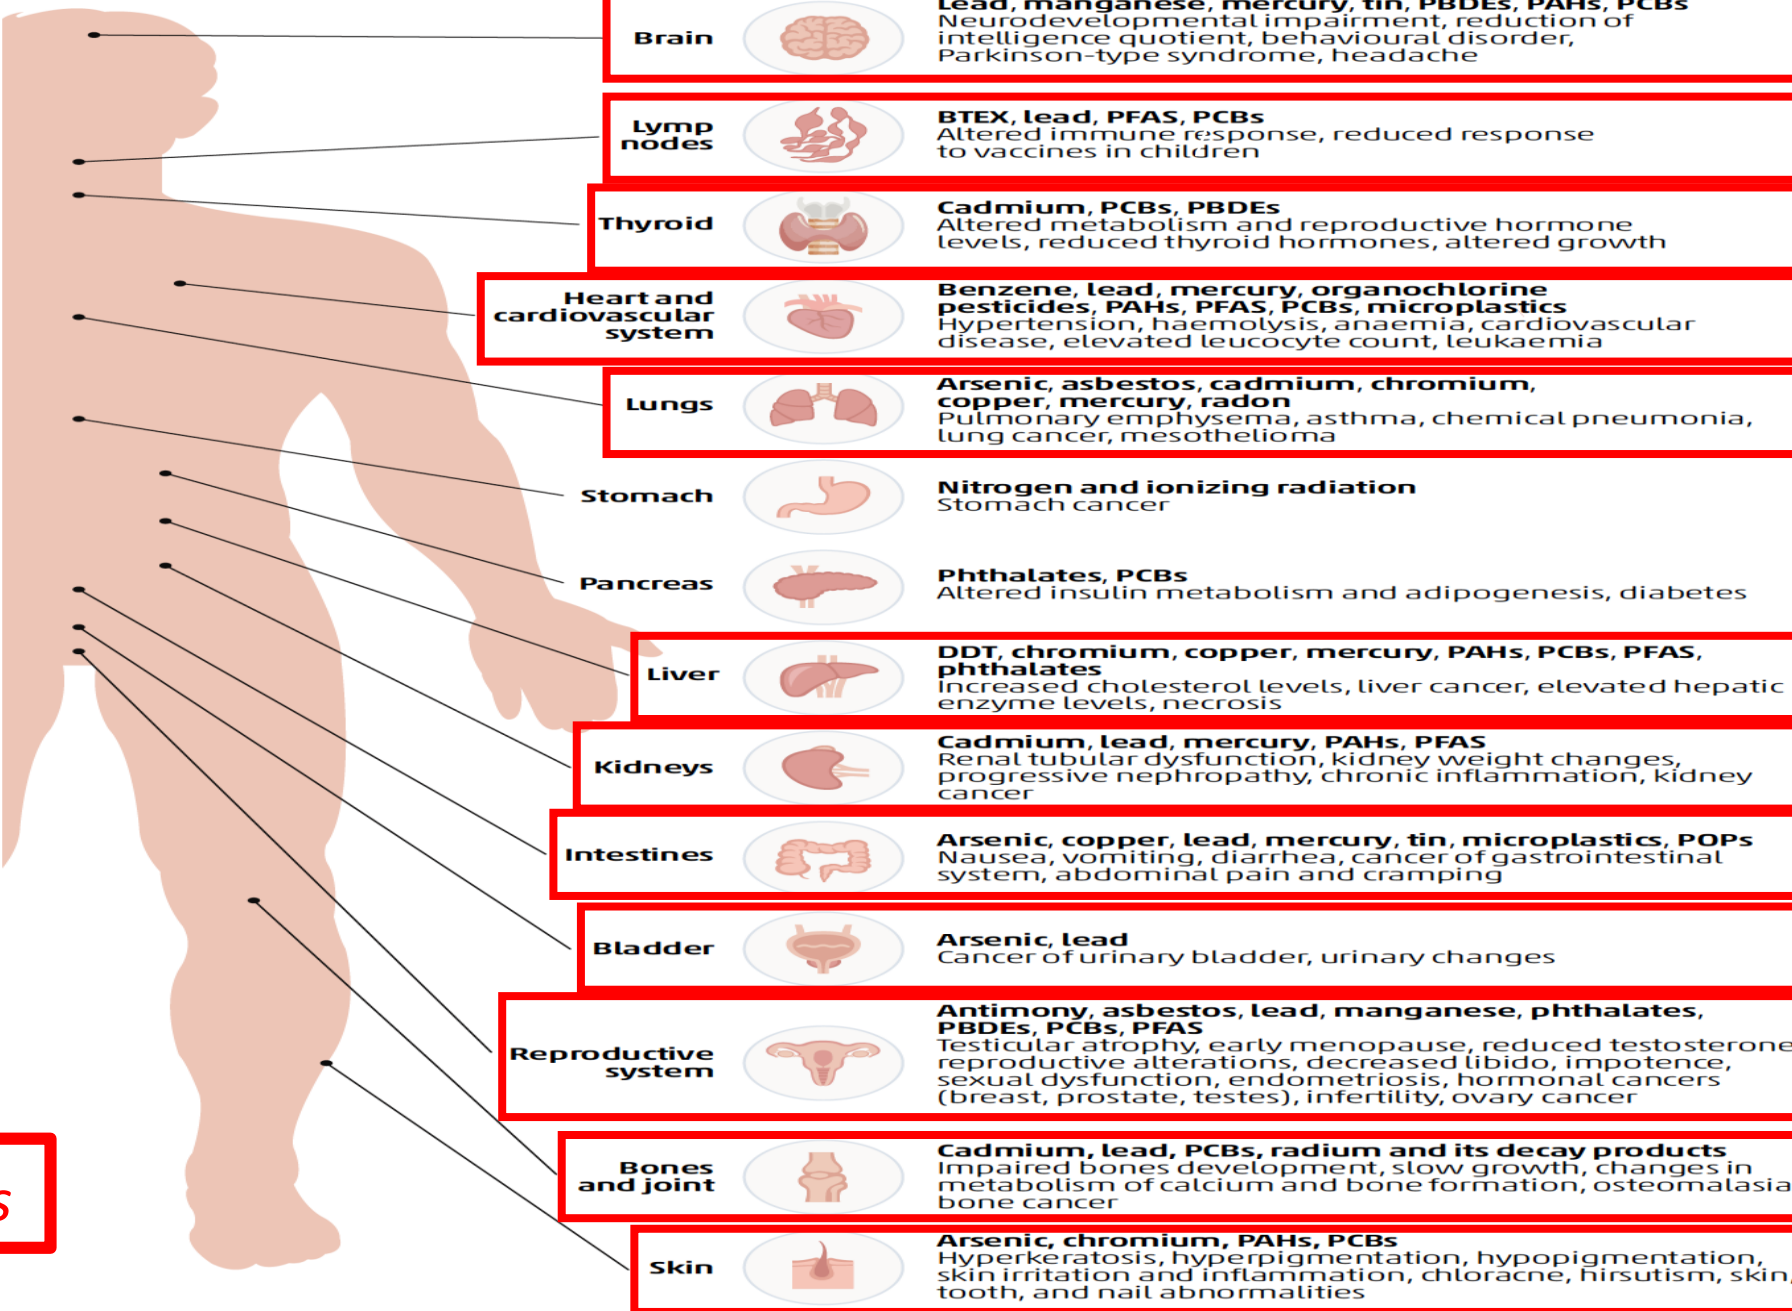 Brain
Lead, manganese, mercury, tin, PBDEs, PAHs, PCBs
Neurodevelopmental impairment, reduction of
intelligence quotient, behavioural disorder,
Parkinson-type syndrome, headache
Lymp
nodes
BTEX, lead, PFAS, PCBs
Altered immune response, reduced response
to vaccines in children
Thyroid
Cadmium, PCBs, PBDEs
Altered metabolism and reproductive hormone
levels, reduced thyroid hormones, altered growth
Heart and
cardiovascular
system
Benzene, lead, mercury, organochlorine
pesticides, PAHs, PFAS, PCBs, microplastics
Hypertension, haemolysis, anaemia, cardiovascular
disease, elevated leucocyte count, leukaemia
Lungs
Arsenic, asbestos, cadmium, chromium,
copper, mercury, radon
Pulmonary emphysema, asthma, chemical pneumonia,
lung cancer, mesothelioma
Stomach
Nitrogen and ionizing radiation
Stomach cancer
Pancreas
Phthalates, PCBs
Altered insulin metabolism and adipogenesis, diabetes
Liver
DDT, chromium, copper, mercury, PAHs, PCBs, PFAS,
phthalates
Increased cholesterol levels, liver cancer, elevated hepatic
enzyme levels, necrosis
Kidneys
Cadmium, lead, mercury, PAHs, PFAS
Renal tubular dysfunction, kidney weight changes,
progressive nephropathy, chronic inflammation, kidney
cancer
Intestines
Arsenic, copper, lead, mercury, tin, microplastics, POPs
Nausea, vomiting, diarrhea, cancer of gastrointestinal
system, abdominal pain and cramping
Bladder
Arsenic, lead
Cancer of urinary bladder, urinary changes
Reproductive
system
Antimony, asbestos, lead, manganese, phthalates,
PBDEs, PCBs, PFAS
Testicular atrophy, early menopause, reduced testosterone
reproductive alterations, decreased libido, impotence,
sexual dysfunction, endometriosis, hormonal cancers
(breast, prostate, testes), infertility, ovary cancer
Bones
and joint
Cadmium, lead, PCBs, radium and its decay products
Impaired bones development, slow growth, changes in
metabolism of calcium and bone formation, osteomalasia
bone cancer
s
Skin
Arsenic, chromium, PAHs, PCBs
Hyperkeratosis, hyperpigmentation, hypopigmentation,
skin irritation and inflammation, chloracne, hirsutism, skin,
tooth, and nail abnormalities